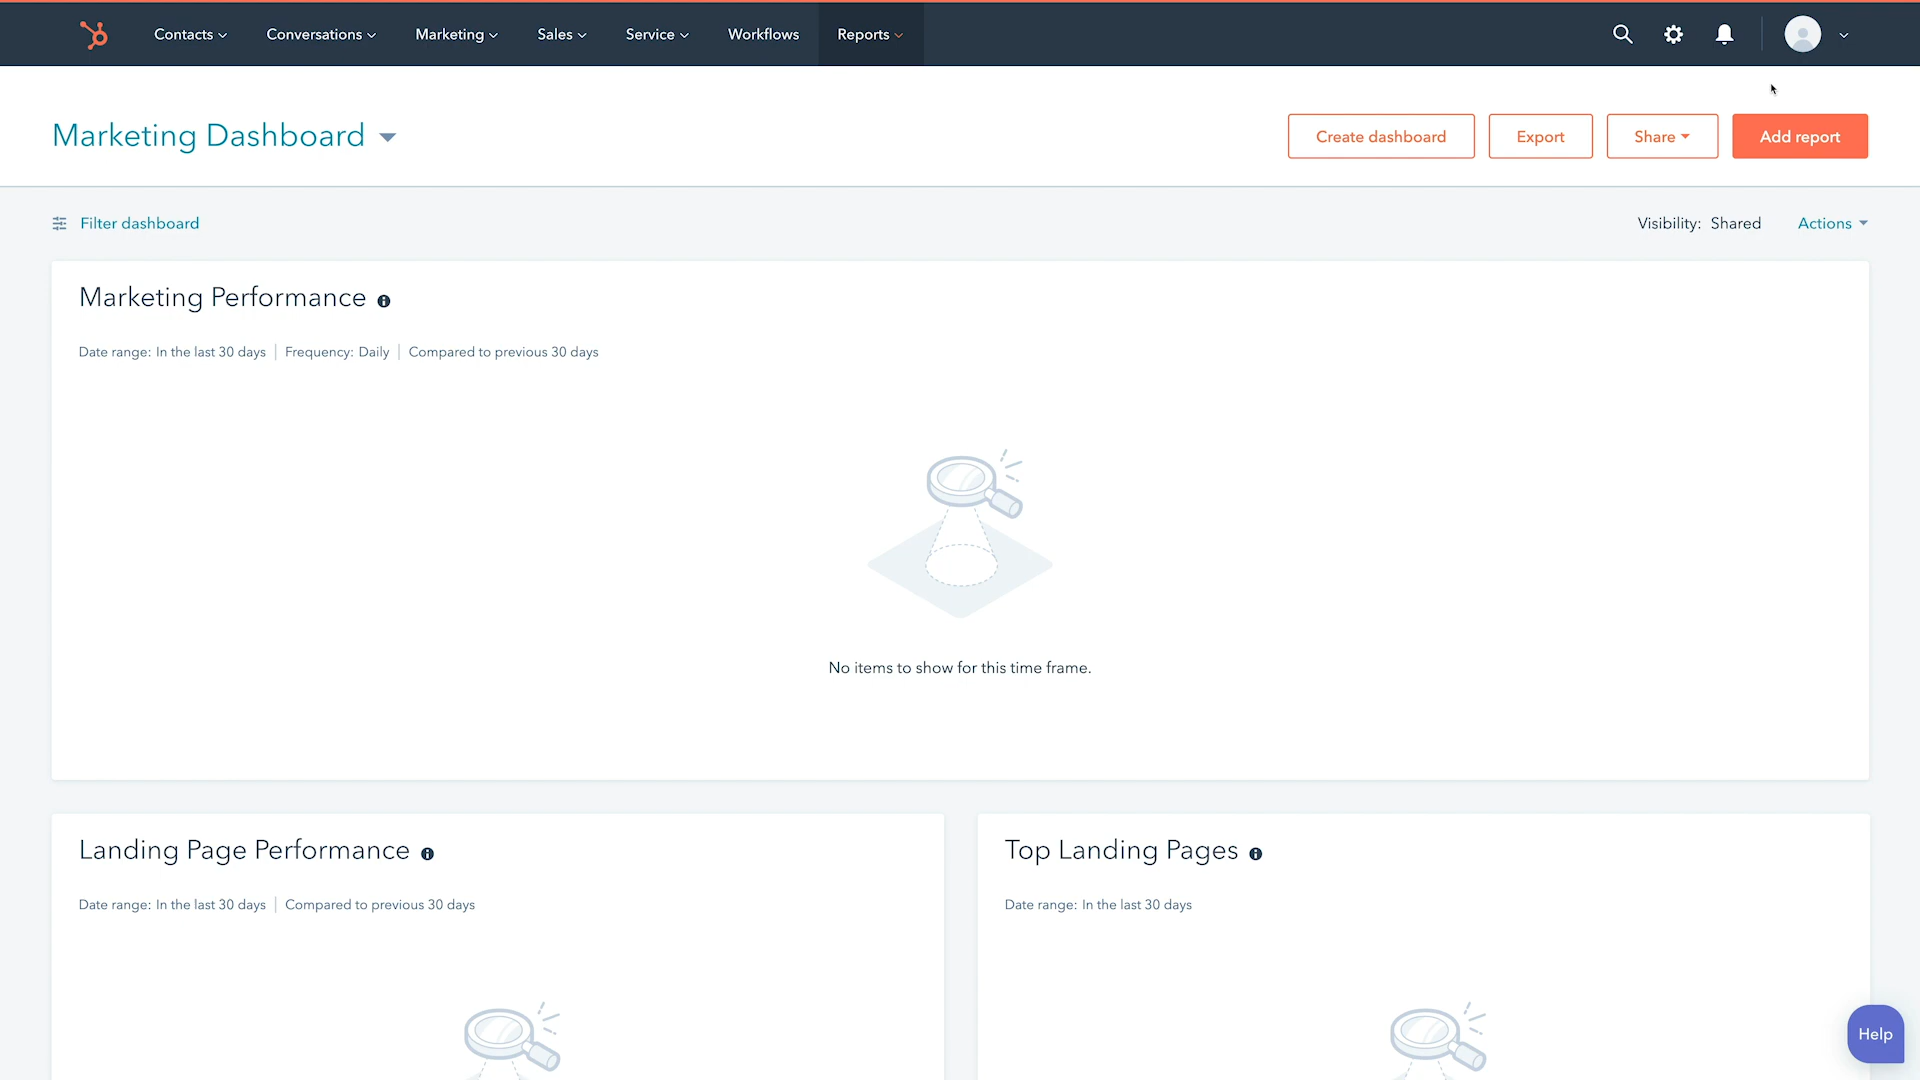 Contacts Conversations Marketing Sales Service Workflows Reports
Marketing Dashboard
Create dashboard
Export
Share
Add report
Filter dashboard
Visibility: Shared
Actions
Marketing Performance
Date range: In the last 30 days Frequency: Daily Compared to previous 30 days
No items to show for this time frame.
Landing Page Performance
Date range: In the last 30 days Compared to previous 30 days
Top Landing Pages
Date range: In the last 30 days
Help